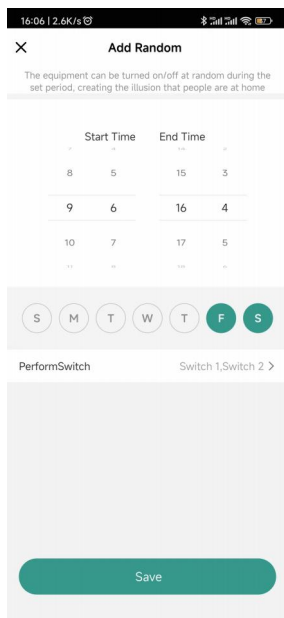 16:06 | 2.6K/s
Add Random
The equipment can be turned on/off at random during the
set period, creating the illusion that people are at home
Start Time End Time
8 5 15 3
9 6 16 4
10 7 17 5
S M T W T F S
PerformSwitch Switch 1,Switch 2 >
Save